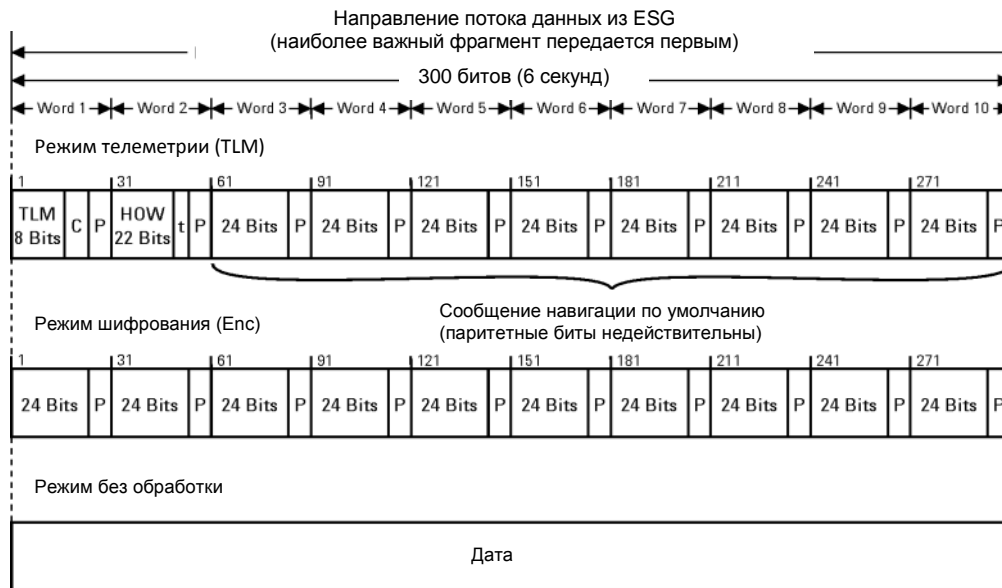 Направление потока данных из ESG
(наиболее важный фрагмент передается первым)
300 битов (6 секунд)
Word 1 Word 2 Word 3 Word 4 Word 5 Word 6 Word 7 Word 8 Word 9 Word 10
Режим телеметрии (TLM)
1 31 61 91 121 151 181 211 241 271
TLM 8 Bits C P HOW 22 Bits t P 24 Bits P 24 Bits P 24 Bits P 24 Bits P 24 Bits P 24 Bits P 24 Bits P 24 Bits P
Сообщение навигации по умолчанию
(паритетные биты недействительны)
Режим шифрования (Enc)
1 31 61 91 121 151 181 211 241 271
24 Bits P 24 Bits P 24 Bits P 24 Bits P 24 Bits P 24 Bits P 24 Bits P 24 Bits P 24 Bits P 24 Bits P
Режим без обработки
Дата